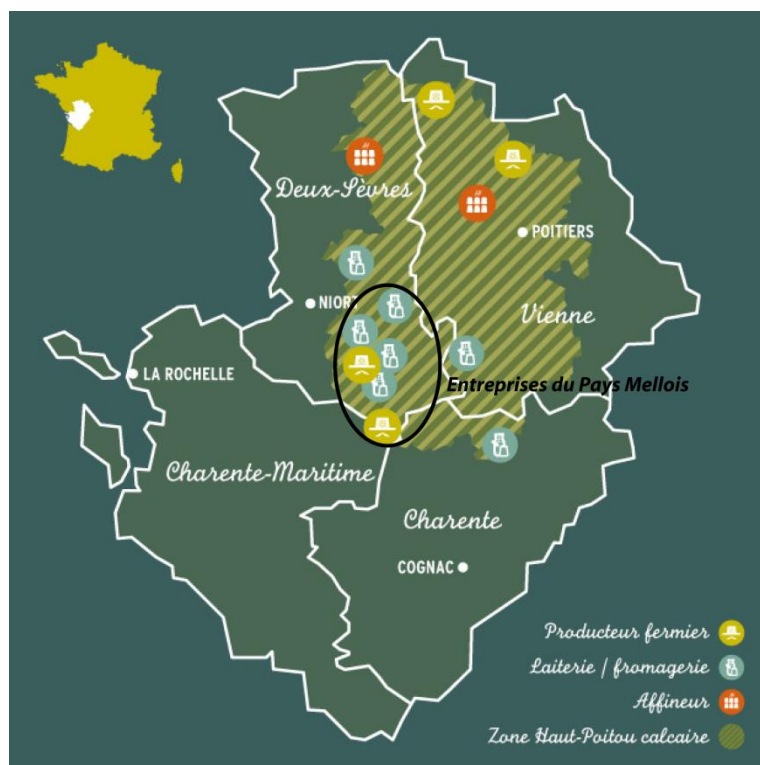 Deux-Sèvres
POITIERS
NIORT
Vienne
LA ROCHELLE
Entreprises du Pays Mellois
Charente-Maritime
Charente
COGNAC
Producteur fermier
Laiterie / fromagerie
Affineur
Zone Haut-Poitou calcaire